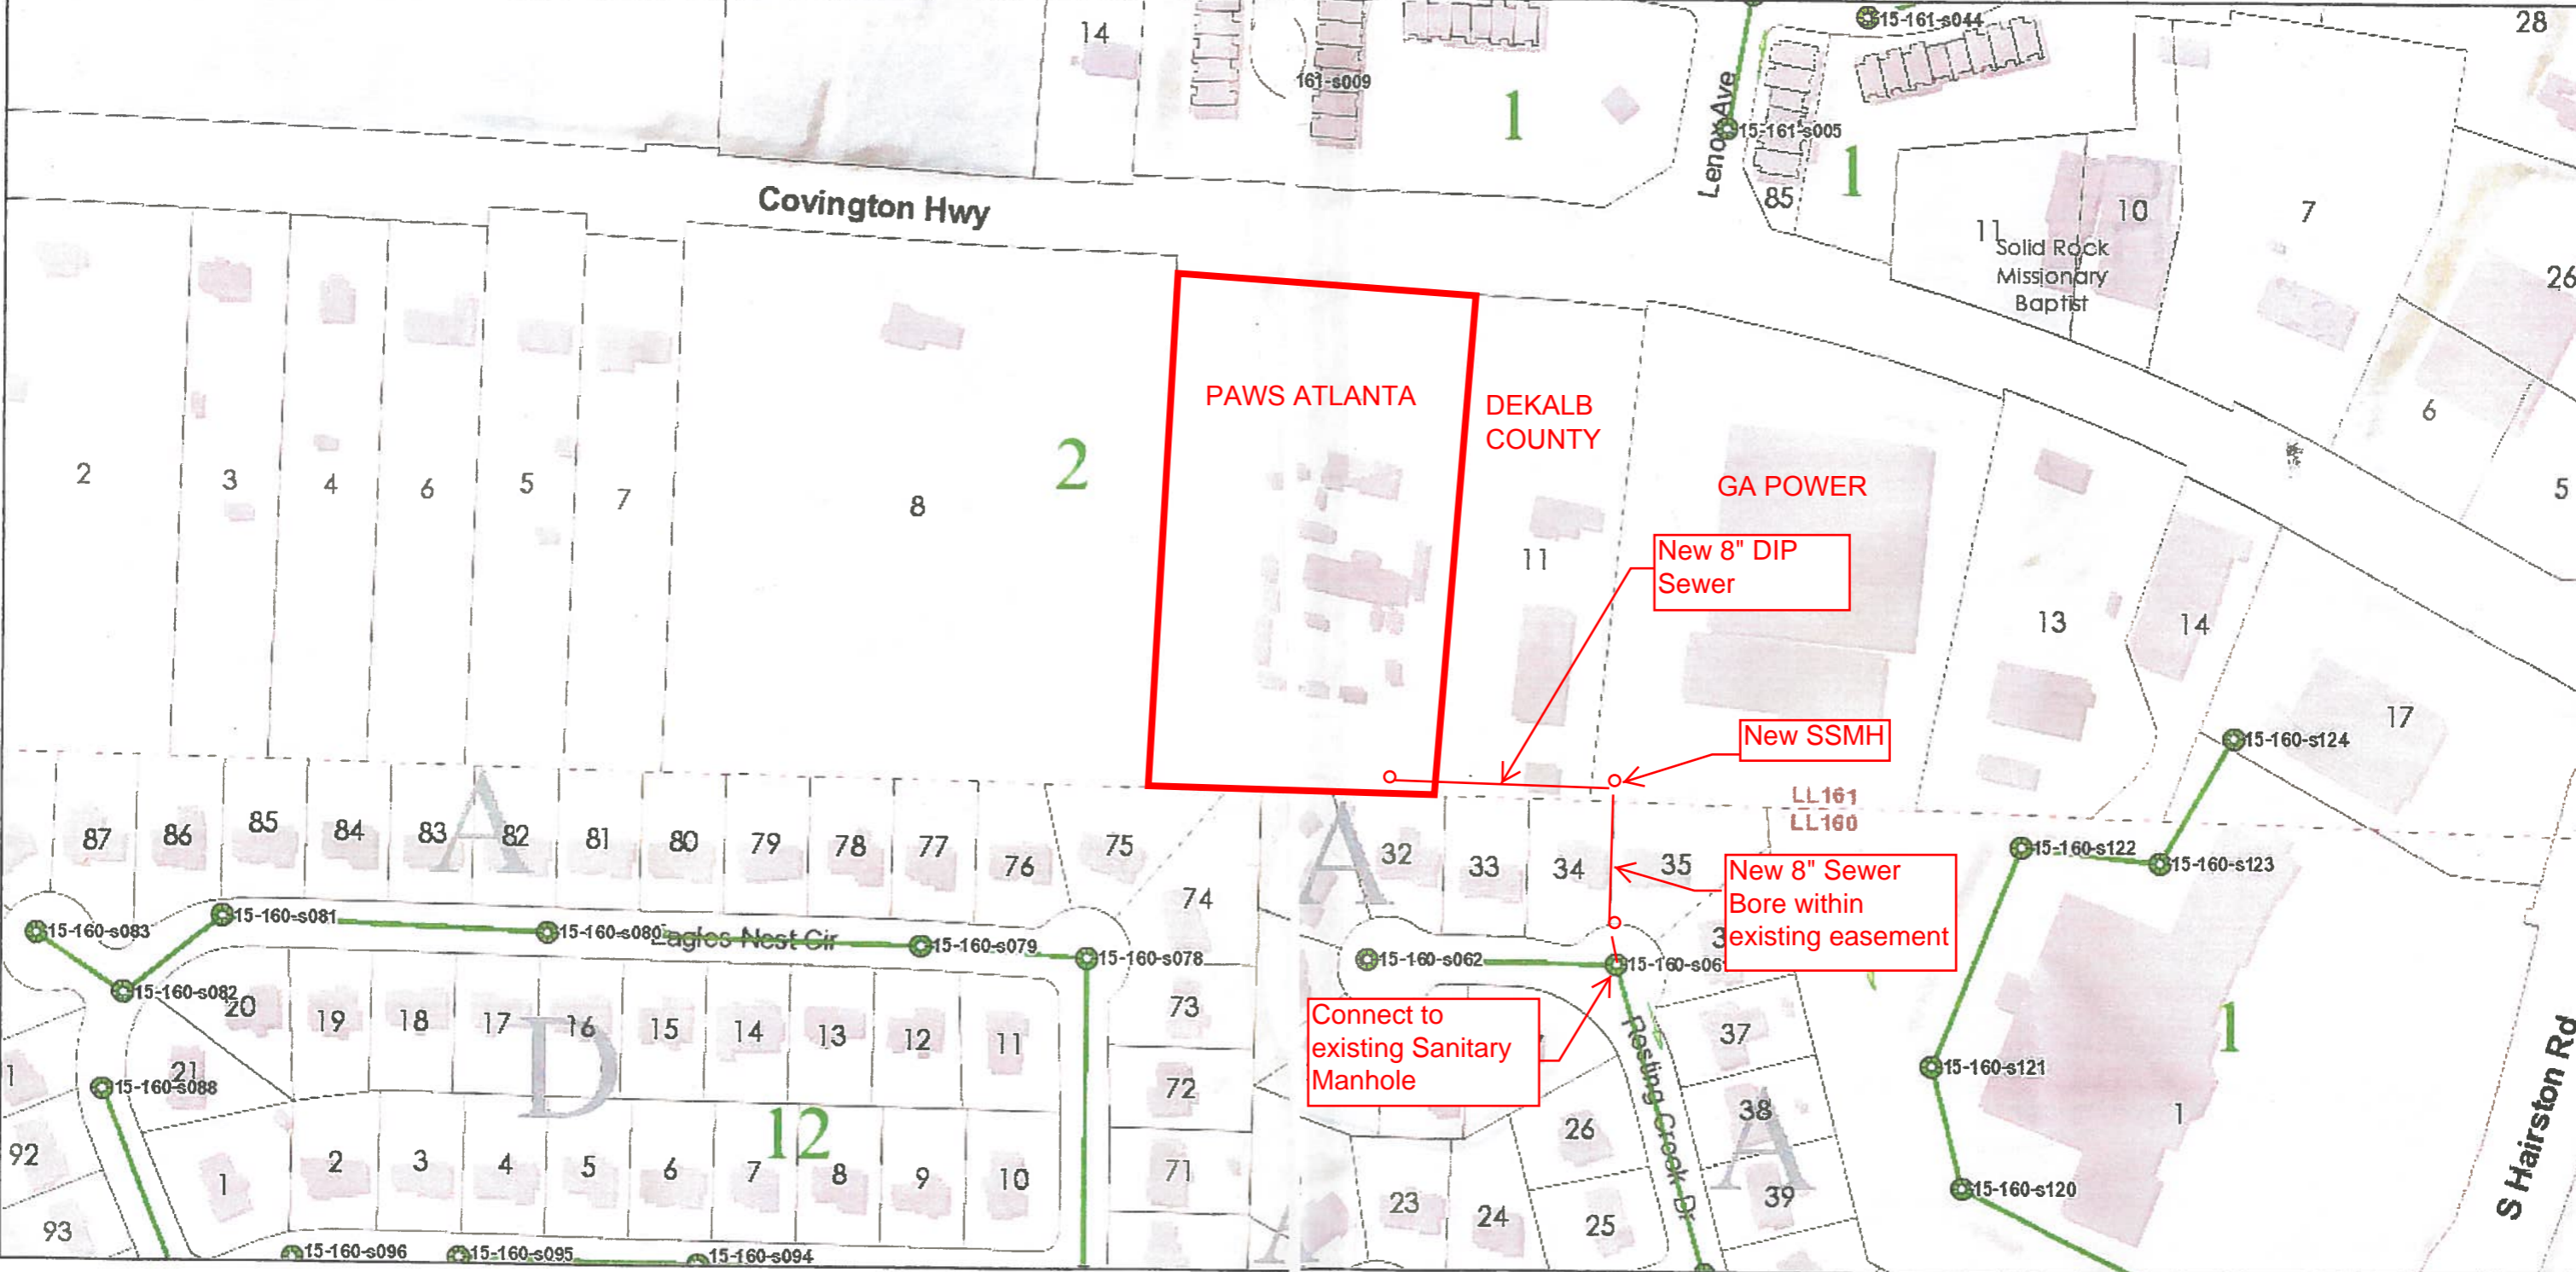 14
161-s009
1
Lenox Ave
15-161-s044
15-161-s005
85
1
28
11
Solid Rock
Missionary
Baptist
10
7
26
6
5
Covington Hwy
2
3
4
6
5
7
8
2
PAWS ATLANTA
DEKALB
COUNTY
11
GA POWER
New 8" DIP
Sewer
13
14
17
New SSMH
15-160-s124
LL161
LL160
87
86
85
84
83
A
82
81
80
79
78
77
76
75
74
A
32
33
34
35
New 8" Sewer
Bore within
existing easement
3
15-160-s122
15-160-s123
15-160-s083
15-160-s081
15-160-s080
Eagles Nest Cir
15-160-s079
15-160-s078
15-160-s062
15-160-s06
15-160-s082
20
19
18
17
16
15
14
13
12
11
73
Connect to
existing Sanitary
Manhole
Resting Creek Dr
37
1
15-160-s121
1
21
15-160-s088
D
12
72
38
A
1
S Hairston Rd
92
1
2
3
4
5
6
7
8
9
10
71
26
39
15-160-s120
93
23
24
25
A
15-160-s096
15-160-s095
15-160-s094